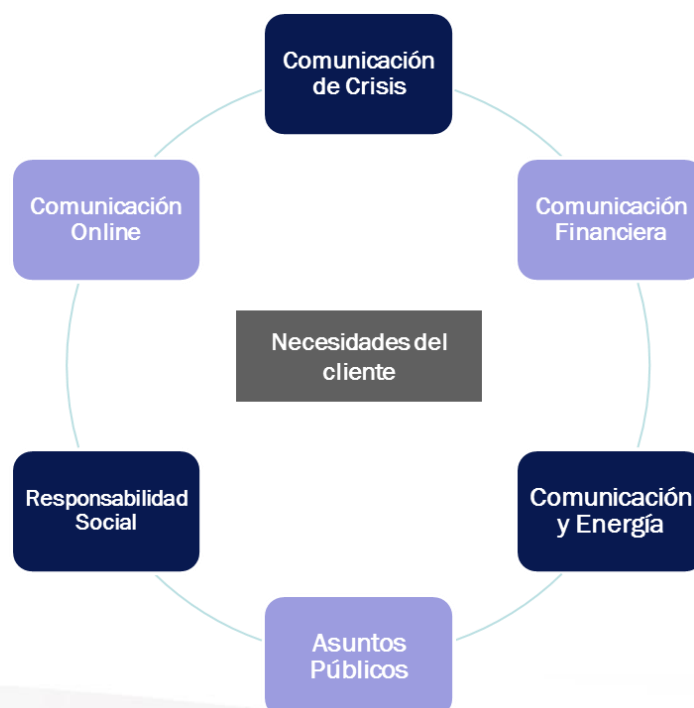 Comunicación
de Crisis
Comunicación
Online
Comunicación
Financiera
Necesidades del
cliente
Responsabilidad
Social
Comunicación
y Energía
Asuntos
Públicos